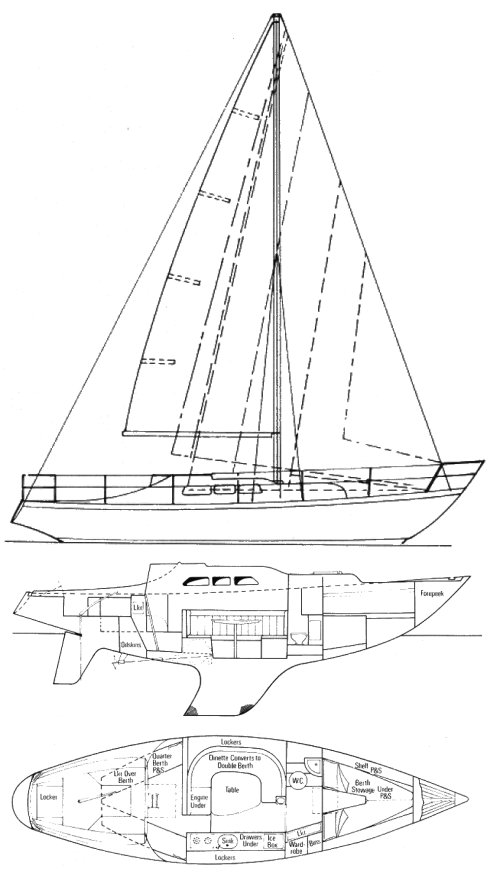 Lkr
Oilskins
Forepeak
Lockers
Dinette Converts to
Double Berth
Quarter
Berth
P&S
Lkr Over
Berth
Locker
Engine
Under
Table
W.C.
Shelf
P&S
Berth
Stowage Under
P&S
Sink
Drawers
Under
Ice
Box
Lkr
Ward-
robe
Lockers